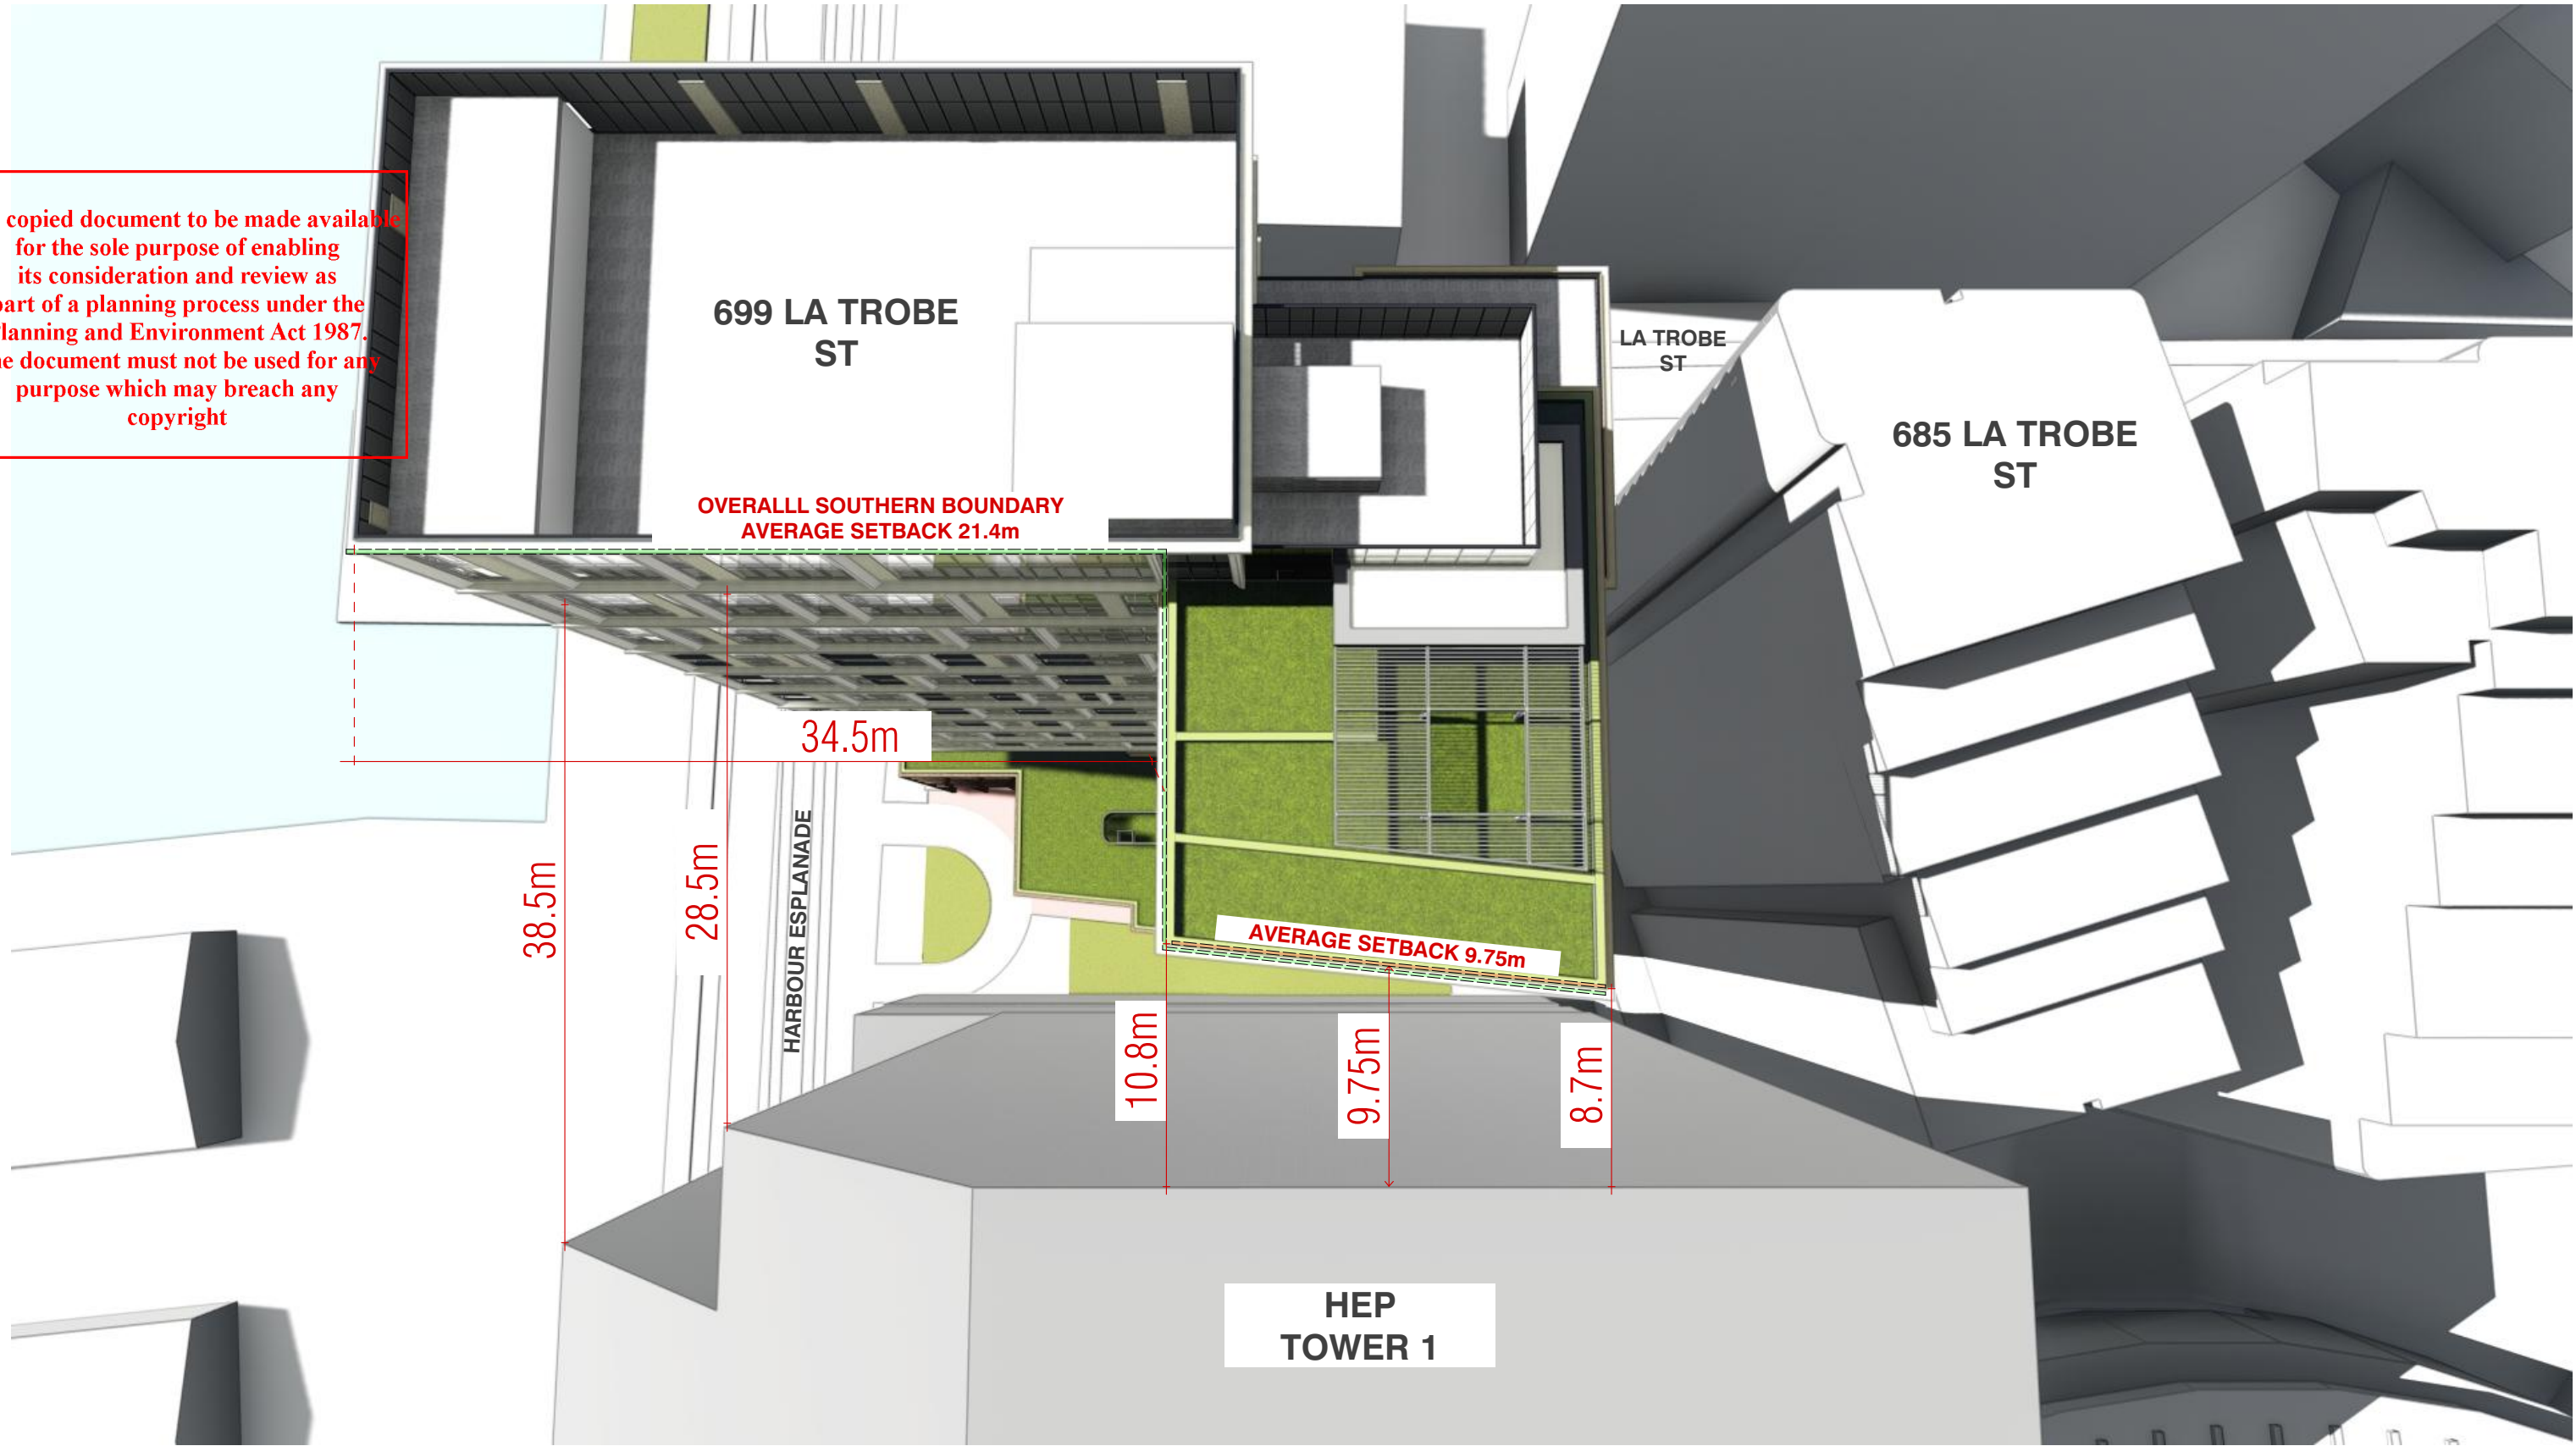 copied document to be made available
for the sole purpose of enabling
its consideration and review as
part of a planning process under the
Planning and Environment Act 1987.
document must not be used for any
purpose which may breach any
copyright
699 LA TROBE
ST
LA TROBE
ST
685 LA TROBE
ST
OVERALLL SOUTHERN BOUNDARY
AVERAGE SETBACK 21.4m
34.5m
38.5m
28.5m
HARBOUR ESPLANADE
AVERAGE SETBACK 9.75m
10.8m
9.75m
8.7m
HEP
TOWER 1